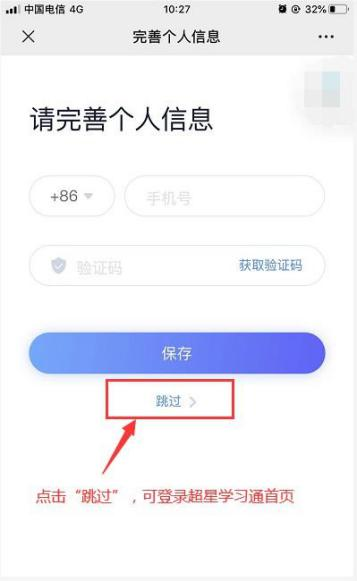 中国电信 4G 10:27 32%
完善个人信息
请完善个人信息
+86 手机号
验证码 获取验证码
保存
跳过
点击“跳过”，可登录超星学习通首页